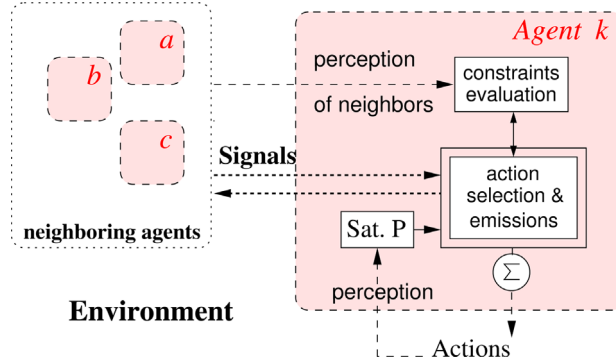 a
b
c
neighboring agents
Environment
Signals
Agent k
perception
of neighbors
constraints
evaluation
action
selection &
emissions
Sat. P
Σ
perception
Actions